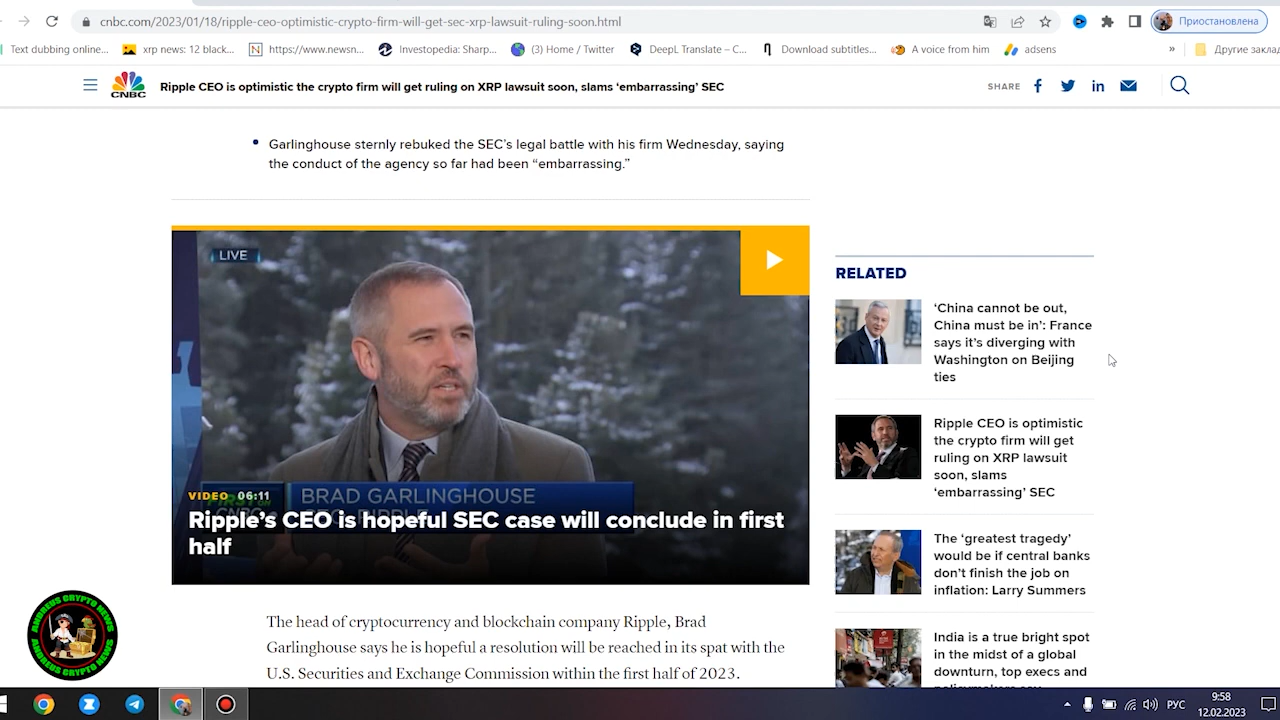 cnbc.com/2023/01/18/ripple-ceo-optimistic-crypto-firm-will-get-sec-xrp-lawsuit-ruling-soon.html
Приостановлена
Text dubbing online...
xrp news: 12 black...
https://www.newsn...
Investopedia: Sharp...
(3) Home / Twitter
DeepL Translate – C...
Download subtitles...
A voice from him
adsens
»
Другие закла
CNBC
Ripple CEO is optimistic the crypto firm will get ruling on XRP lawsuit soon, slams ‘embarrassing’ SEC
SHARE
Garlinghouse sternly rebuked the SEC’s legal battle with his firm Wednesday, saying
the conduct of the agency so far had been “embarrassing.”
LIVE
BRAD GARLINGHOUSE
VIDEO 06:11
Ripple’s CEO is hopeful SEC case will conclude in first
half
The head of cryptocurrency and blockchain company Ripple, Brad
Garlinghouse says he is hopeful a resolution will be reached in its spat with the
U.S. Securities and Exchange Commission within the first half of 2023.
RELATED
‘China cannot be out,
China must be in’: France
says it’s diverging with
Washington on Beijing
ties
Ripple CEO is optimistic
the crypto firm will get
ruling on XRP lawsuit
soon, slams
‘embarrassing’ SEC
The ‘greatest tragedy’
would be if central banks
don’t finish the job on
inflation: Larry Summers
India is a true bright spot
in the midst of a global
downturn, top execs and
ANDREUS CRYPTO NEWS
ANDREUS CRYPTO NEWS
РУС
9:58
12.02.2023